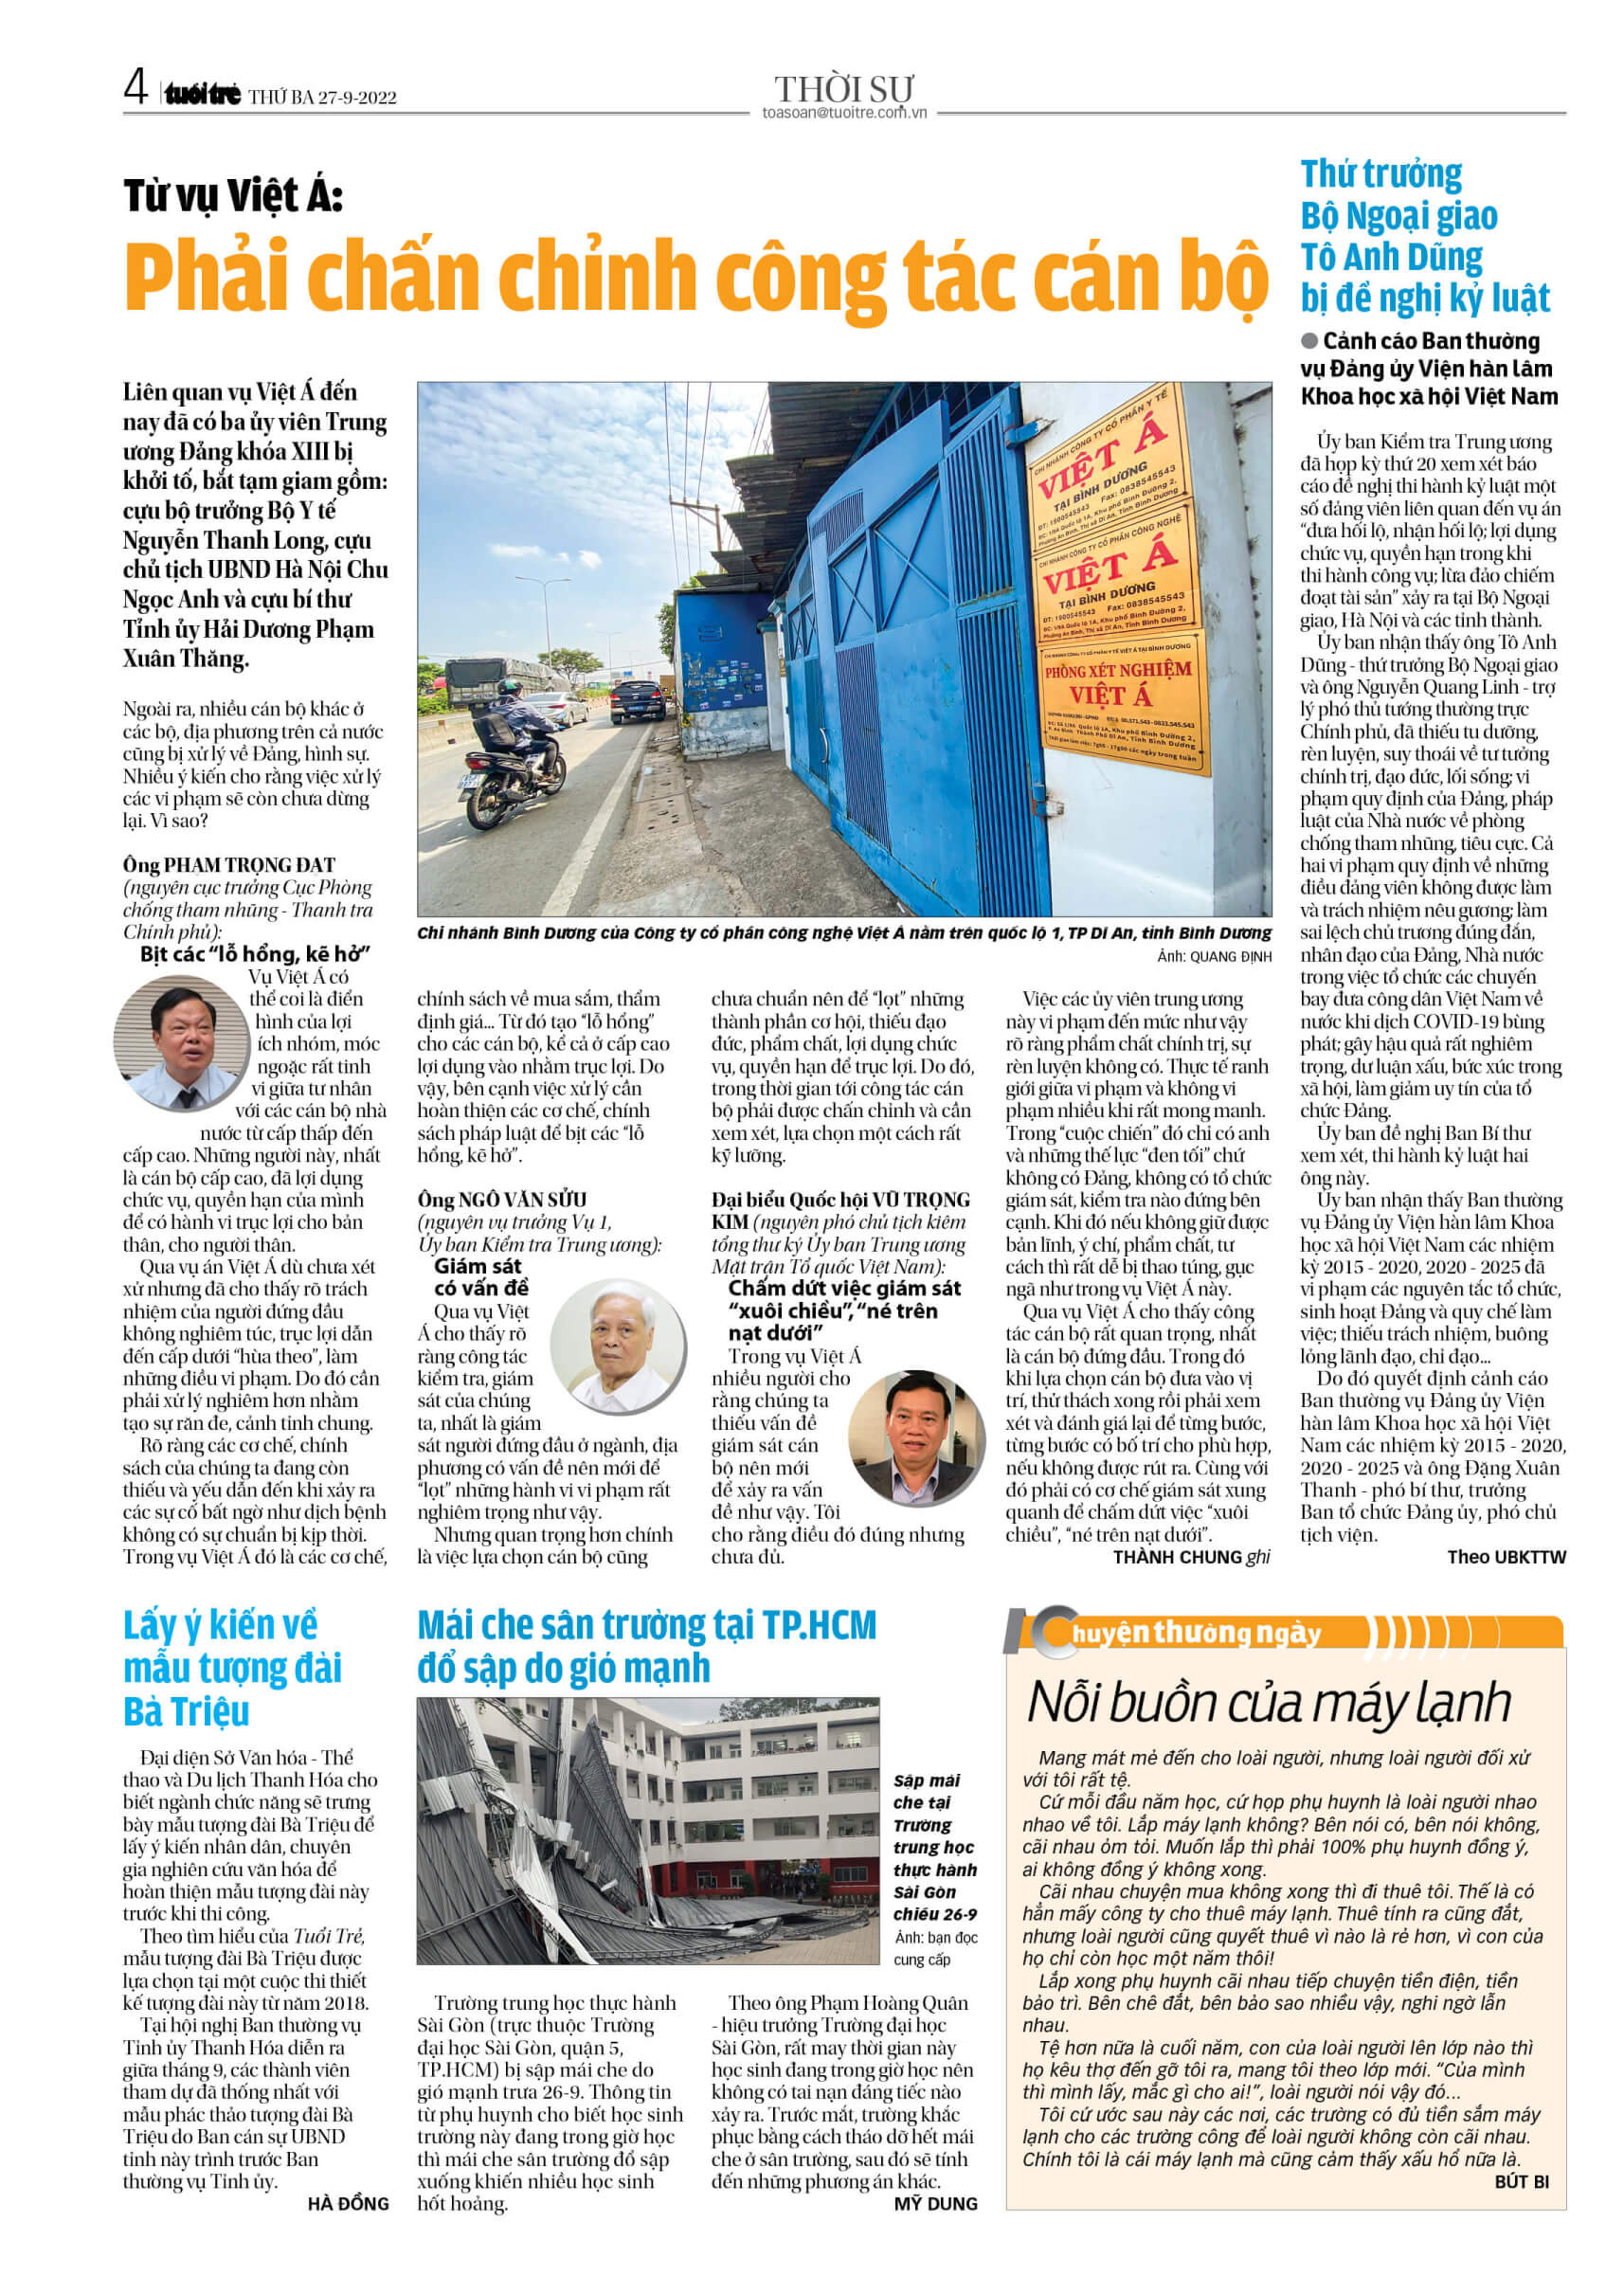 4 tuổi trẻ THỨ BA 27-9-2022
THỜI SỰ
toasoan@tuoitre.com.vn
Từ vụ Việt Á:
Phải chấn chỉnh công tác cán bộ
Liên quan vụ Việt Á đến
nay đã có ba ủy viên Trung
ương Đảng khóa XIII bị
khởi tố, bắt tạm giam gồm:
cựu bộ trưởng Bộ Y tế
Nguyễn Thanh Long, cựu
chủ tịch UBND Hà Nội Chu
Ngọc Anh và cựu bí thư
Tỉnh ủy Hải Dương Phạm
Xuân Thăng.
Ngoài ra, nhiều cán bộ khác ở
các bộ, địa phương trên cả nước
cũng bị xử lý về Đảng, hình sự.
Nhiều ý kiến cho rằng việc xử lý
các vi phạm sẽ còn chưa dừng
lại. Vì sao?
Ông PHẠM TRỌNG ĐẠT
(nguyên cục trưởng Cục Phòng
chống tham nhũng - Thanh tra
Chính phủ):
Bịt các “lỗ hổng, kẽ hở”
Vụ Việt Á có
thể coi là điển
hình của lợi
ích nhóm, móc
ngoặc rất tinh
vi giữa tư nhân
với các cán bộ nhà
nước từ cấp thấp đến
cấp cao. Những người này, nhất
là cán bộ cấp cao, đã lợi dụng
chức vụ, quyền hạn của mình
để có hành vi trục lợi cho bản
thân, cho người thân.
Qua vụ án Việt Á dù chưa xét
xử nhưng đã cho thấy rõ trách
nhiệm của người đứng đầu
không nghiêm túc, trục lợi dẫn
đến cấp dưới “hùa theo”, làm
những điều vi phạm. Do đó cần
phải xử lý nghiêm hơn nhằm
tạo sự răn đe, cảnh tỉnh chung.
Rõ ràng các cơ chế, chính
sách của chúng ta đang còn
thiếu và yếu dẫn đến khi xảy ra
các sự cố bất ngờ như dịch bệnh
không có sự chuẩn bị kịp thời.
Trong vụ Việt Á đó là các cơ chế,
CHI NHÁNH CÔNG TY CỔ PHẦN Y TẾ
VIỆT Á
TẠI BÌNH DƯƠNG
ĐT: 1900545543 Fax: 0838545543
ĐC: 1/9A Quốc lộ 1A, Khu phố Bình Đường 2,
Phường An Bình, Thị xã Dĩ An, Tỉnh Bình Dương
CHI NHÁNH CÔNG TY CỔ PHẦN CÔNG NGHỆ
VIỆT Á
TẠI BÌNH DƯƠNG
ĐT: 1900545543 Fax: 0838545543
ĐC: 1/9A Quốc lộ 1A, Khu phố Bình Đường 2,
Phường An Bình, Thị xã Dĩ An, Tỉnh Bình Dương
CHI NHÁNH CÔNG TY CỔ PHẦN Y TẾ VIỆT Á TẠI BÌNH DƯƠNG
PHÒNG XÉT NGHIỆM
VIỆT Á
Thời gian làm việc: 7g00 - 17g00 các ngày trong tuần
Chi nhánh Bình Dương của Công ty cổ phần công nghệ Việt Á nằm trên quốc lộ 1, TP Dĩ An, tỉnh Bình Dương
Ảnh: QUANG ĐỊNH
chính sách về mua sắm, thẩm
định giá... Từ đó tạo “lỗ hổng”
cho các cán bộ, kể cả ở cấp cao
lợi dụng vào nhằm trục lợi. Do
vậy, bên cạnh việc xử lý cần
hoàn thiện các cơ chế, chính
sách pháp luật để bịt các “lỗ
hổng, kẽ hở”.
Ông NGÔ VĂN SỬU
(nguyên vụ trưởng Vụ 1,
Ủy ban Kiểm tra Trung ương):
Giám sát
có vấn đề
Qua vụ Việt
Á cho thấy rõ
ràng công tác
kiểm tra, giám
sát của chúng
ta, nhất là giám
sát người đứng đầu ở ngành, địa
phương có vấn đề nên mới để
“lọt” những hành vi vi phạm rất
nghiêm trọng như vậy.
Nhưng quan trọng hơn chính
là việc lựa chọn cán bộ cũng
chưa chuẩn nên để “lọt” những
thành phần cơ hội, thiếu đạo
đức, phẩm chất, lợi dụng chức
vụ, quyền hạn để trục lợi. Do đó,
trong thời gian tới công tác cán
bộ phải được chấn chỉnh và cần
xem xét, lựa chọn một cách rất
kỹ lưỡng.
Đại biểu Quốc hội VŨ TRỌNG
KIM (nguyên phó chủ tịch kiêm
tổng thư ký Ủy ban Trung ương
Mặt trận Tổ quốc Việt Nam):
Chấm dứt việc giám sát
“xuôi chiều”, “né trên
nạt dưới”
Trong vụ Việt Á
nhiều người cho
rằng chúng ta
thiếu vấn đề
giám sát cán
bộ nên mới
để xảy ra vấn
đề như vậy. Tôi
cho rằng điều đó đúng nhưng
chưa đủ.
Việc các ủy viên trung ương
này vi phạm đến mức như vậy
rõ ràng phẩm chất chính trị, sự
rèn luyện không có. Thực tế ranh
giới giữa vi phạm và không vi
phạm nhiều khi rất mong manh.
Trong “cuộc chiến” đó chỉ có anh
và những thế lực “đen tối” chứ
không có Đảng, không có tổ chức
giám sát, kiểm tra nào đứng bên
cạnh. Khi đó nếu không giữ được
bản lĩnh, ý chí, phẩm chất, tư
cách thì rất dễ bị thao túng, gục
ngã như trong vụ Việt Á này.
Qua vụ Việt Á cho thấy công
tác cán bộ rất quan trọng, nhất
là cán bộ đứng đầu. Trong đó
khi lựa chọn cán bộ đưa vào vị
trí, thử thách xong rồi phải xem
xét và đánh giá lại để từng bước,
từng bước có bố trí cho phù hợp,
nếu không được rút ra. Cùng với
đó phải có cơ chế giám sát xung
quanh để chấm dứt việc “xuôi
chiều”, “né trên nạt dưới”.
THÀNH CHUNG ghi
Thứ trưởng
Bộ Ngoại giao
Tô Anh Dũng
bị đề nghị kỷ luật
● Cảnh cáo Ban thường
vụ Đảng ủy Viện hàn lâm
Khoa học xã hội Việt Nam
Ủy ban Kiểm tra Trung ương
đã họp kỳ thứ 20 xem xét báo
cáo đề nghị thi hành kỷ luật một
số đảng viên liên quan đến vụ án
“đưa hối lộ, nhận hối lộ; lợi dụng
chức vụ, quyền hạn trong khi
thi hành công vụ; lừa đảo chiếm
đoạt tài sản” xảy ra tại Bộ Ngoại
giao, Hà Nội và các tỉnh thành.
Ủy ban nhận thấy ông Tô Anh
Dũng - thứ trưởng Bộ Ngoại giao
và ông Nguyễn Quang Linh - trợ
lý phó thủ tướng thường trực
Chính phủ, đã thiếu tu dưỡng,
rèn luyện, suy thoái về tư tưởng
chính trị, đạo đức, lối sống; vi
phạm quy định của Đảng, pháp
luật của Nhà nước về phòng
chống tham nhũng, tiêu cực. Cả
hai vi phạm quy định về những
điều đảng viên không được làm
và trách nhiệm nêu gương; làm
sai lệch chủ trương đúng đắn,
nhân đạo của Đảng, Nhà nước
trong việc tổ chức các chuyến
bay đưa công dân Việt Nam về
nước khi dịch COVID-19 bùng
phát; gây hậu quả rất nghiêm
trọng, dư luận xấu, bức xúc trong
xã hội, làm giảm uy tín của tổ
chức Đảng.
Ủy ban đề nghị Ban Bí thư
xem xét, thi hành kỷ luật hai
ông này.
Ủy ban nhận thấy Ban thường
vụ Đảng ủy Viện hàn lâm Khoa
học xã hội Việt Nam các nhiệm
kỳ 2015 - 2020, 2020 - 2025 đã
vi phạm các nguyên tắc tổ chức,
sinh hoạt Đảng và quy chế làm
việc; thiếu trách nhiệm, buông
lỏng lãnh đạo, chỉ đạo...
Do đó quyết định cảnh cáo
Ban thường vụ Đảng ủy Viện
hàn lâm Khoa học xã hội Việt
Nam các nhiệm kỳ 2015 - 2020,
2020 - 2025 và ông Đặng Xuân
Thanh - phó bí thư, trưởng
Ban tổ chức Đảng ủy, phó chủ
tịch viện.
Theo UBKTTW
Lấy ý kiến về
mẫu tượng đài
Bà Triệu
Đại diện Sở Văn hóa - Thể
thao và Du lịch Thanh Hóa cho
biết ngành chức năng sẽ trưng
bày mẫu tượng đài Bà Triệu để
lấy ý kiến nhân dân, chuyên
gia nghiên cứu văn hóa để
hoàn thiện mẫu tượng đài này
trước khi thi công.
Theo tìm hiểu của Tuổi Trẻ,
mẫu tượng đài Bà Triệu được
lựa chọn tại một cuộc thi thiết
kế tượng đài này từ năm 2018.
Tại hội nghị Ban thường vụ
Tỉnh ủy Thanh Hóa diễn ra
giữa tháng 9, các thành viên
tham dự đã thống nhất với
mẫu phác thảo tượng đài Bà
Triệu do Ban cán sự UBND
tỉnh này trình trước Ban
thường vụ Tỉnh ủy.
HÀ ĐỒNG
Mái che sân trường tại TP.HCM
đổ sập do gió mạnh
Sập mái
che tại
Trường
trung học
thực hành
Sài Gòn
chiều 26-9
Ảnh: bạn đọc
cung cấp
Trường trung học thực hành
Sài Gòn (trực thuộc Trường
đại học Sài Gòn, quận 5,
TP.HCM) bị sập mái che do
gió mạnh trưa 26-9. Thông tin
từ phụ huynh cho biết học sinh
trường này đang trong giờ học
thì mái che sân trường đổ sập
xuống khiến nhiều học sinh
hốt hoảng.
Theo ông Phạm Hoàng Quân
- hiệu trưởng Trường đại học
Sài Gòn, rất may thời gian này
học sinh đang trong giờ học nên
không có tai nạn đáng tiếc nào
xảy ra. Trước mắt, trường khắc
phục bằng cách tháo dỡ hết mái
che ở sân trường, sau đó sẽ tính
đến những phương án khác.
MỸ DUNG
Chuyện thường ngày
Nỗi buồn của máy lạnh
Mang mát mẻ đến cho loài người, nhưng loài người đối xử
với tôi rất tệ.
Cứ mỗi đầu năm học, cứ họp phụ huynh là loài người nhao
nhao về tôi. Lắp máy lạnh không? Bên nói có, bên nói không,
cãi nhau ỏm tỏi. Muốn lắp thì phải 100% phụ huynh đồng ý,
ai không đồng ý không xong.
Cãi nhau chuyện mua không xong thì đi thuê tôi. Thế là có
hẳn mấy công ty cho thuê máy lạnh. Thuê tính ra cũng đắt,
nhưng loài người cũng quyết thuê vì nào là rẻ hơn, vì con của
họ chỉ còn học một năm thôi!
Lắp xong phụ huynh cãi nhau tiếp chuyện tiền điện, tiền
bảo trì. Bên chê đắt, bên bảo sao nhiều vậy, nghi ngờ lẫn
nhau.
Tệ hơn nữa là cuối năm, con của loài người lên lớp nào thì
họ kêu thợ đến gỡ tôi ra, mang tôi theo lớp mới. “Của mình
thì mình lấy, mắc gì cho ai!”, loài người nói vậy đó...
Tôi cứ ước sau này các nơi, các trường có đủ tiền sắm máy
lạnh cho các trường công để loài người không còn cãi nhau.
Chính tôi là cái máy lạnh mà cũng cảm thấy xấu hổ nữa là.
BÚT BI